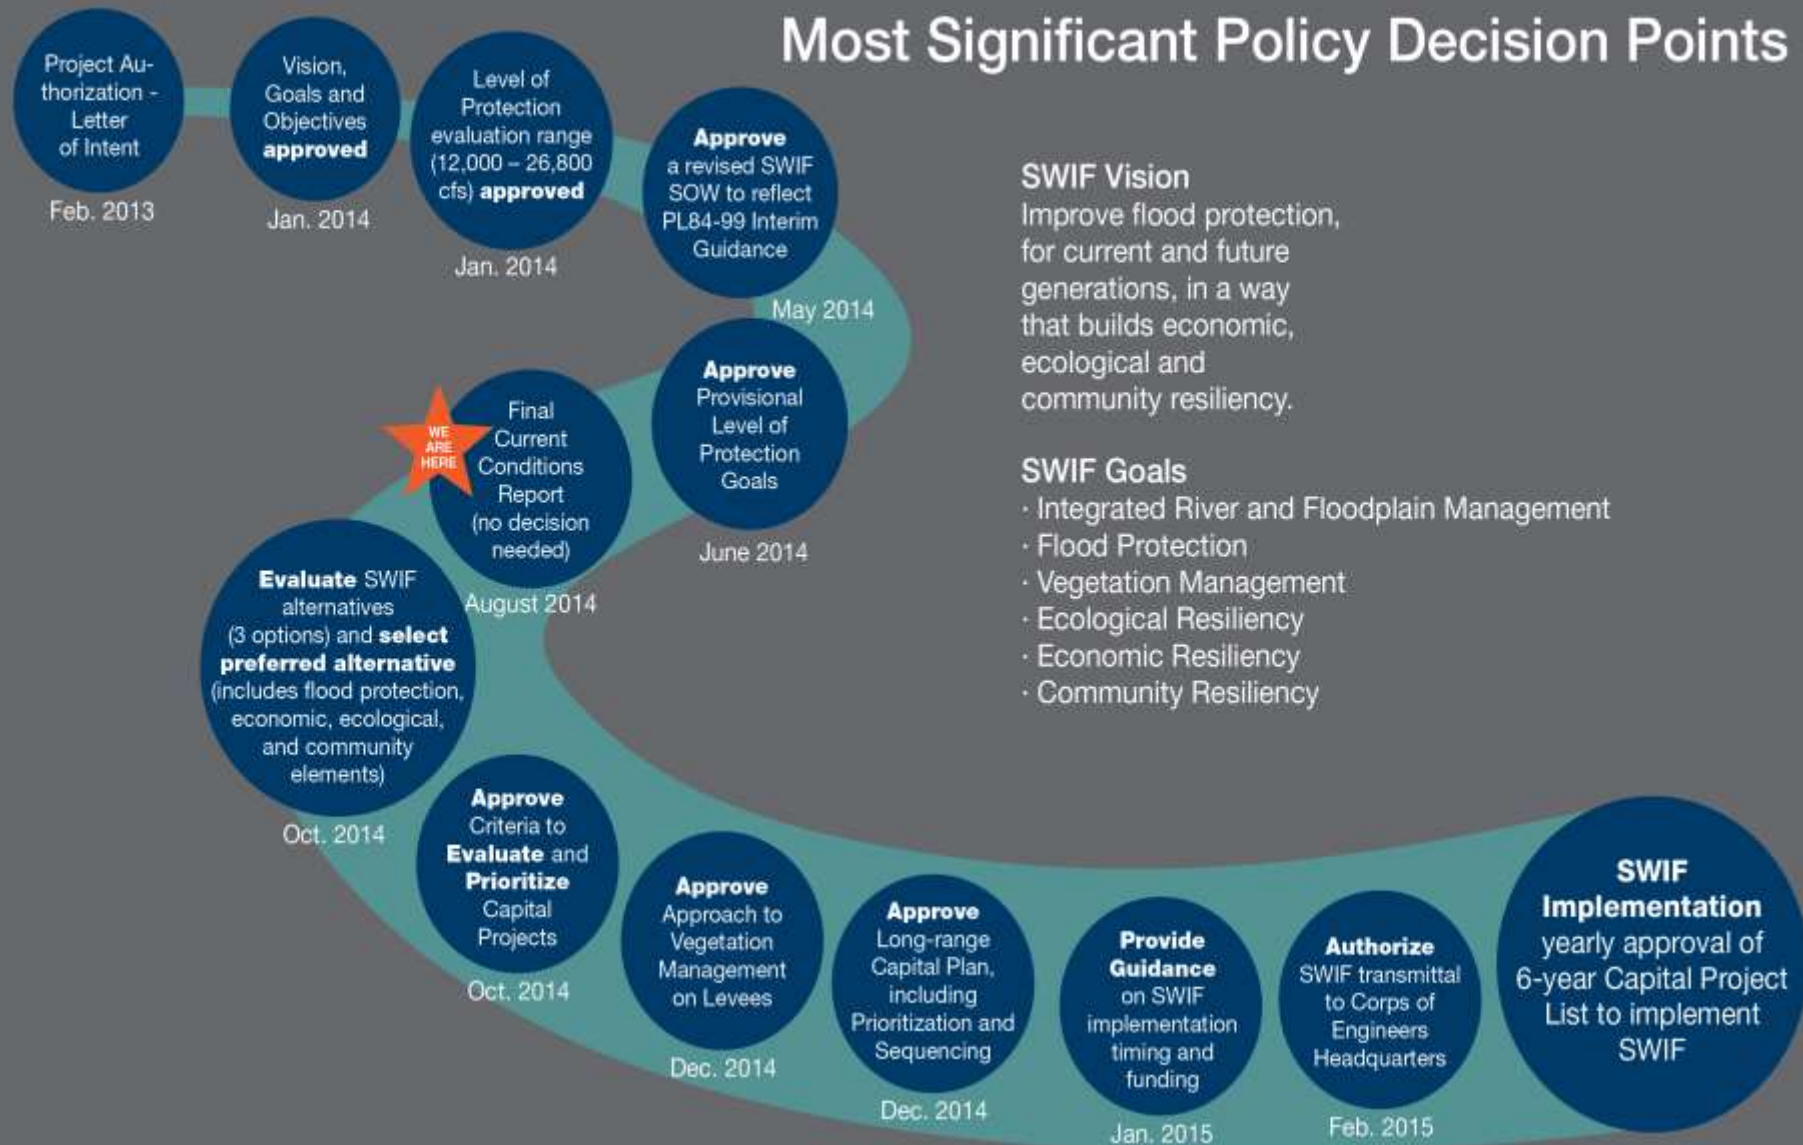 Most Significant Policy Decision Points
Project Au-
thorization -
Letter
of Intent
Feb. 2013
Vision,
Goals and
Objectives
approved
Jan. 2014
Level of
Protection
evaluation range
(12,000 – 26,800
cfs) approved
Jan. 2014
Approve
a revised SWIF
SOW to reflect
PL84-99 Interim
Guidance
May 2014
Approve
Provisional
Level of
Protection
Goals
June 2014
WE
ARE
HERE
Final
Current
Conditions
Report
(no decision
needed)
August 2014
Evaluate SWIF
alternatives
(3 options) and select
preferred alternative
(includes flood protection,
economic, ecological,
and community
elements)
Oct. 2014
Approve
Criteria to
Evaluate and
Prioritize
Capital
Projects
Oct. 2014
Approve
Approach to
Vegetation
Management
on Levees
Dec. 2014
Approve
Long-range
Capital Plan,
including
Prioritization and
Sequencing
Dec. 2014
Provide
Guidance
on SWIF
implementation
timing and
funding
Jan. 2015
Authorize
SWIF transmittal
to Corps of
Engineers
Headquarters
Feb. 2015
SWIF
Implementation
yearly approval of
6-year Capital Project
List to implement
SWIF
SWIF Vision
Improve flood protection,
for current and future
generations, in a way
that builds economic,
ecological and
community resiliency.
SWIF Goals
· Integrated River and Floodplain Management
· Flood Protection
· Vegetation Management
· Ecological Resiliency
· Economic Resiliency
· Community Resiliency